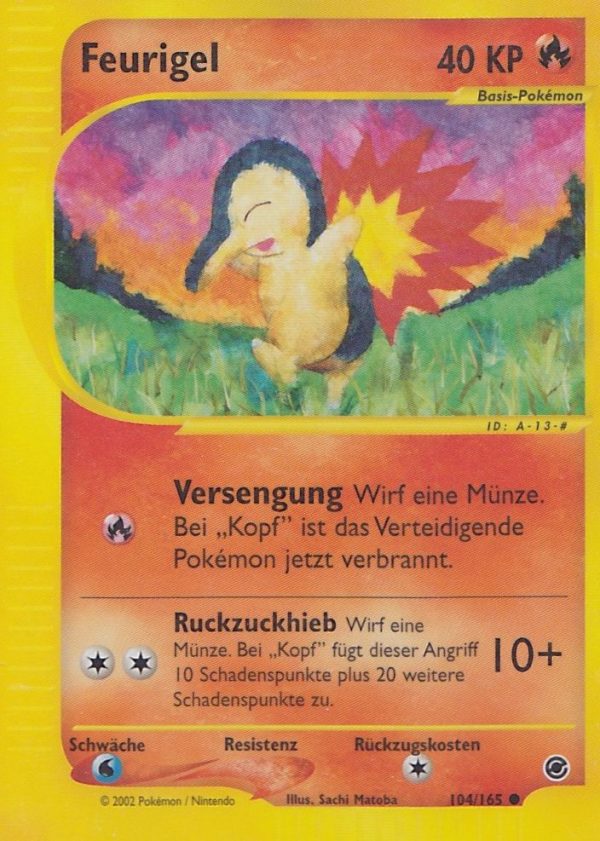 Feurigel 40 KP
Basis-Pokémon
ID: A-13-#
Versengung Wirf eine Münze.
Bei „Kopf” ist das Verteidigende
Pokémon jetzt verbrannt.
Ruckzuckhieb Wirf eine
Münze. Bei „Kopf” fügt dieser Angriff
10 Schadenspunkte plus 20 weitere
Schadenspunkte zu.
10+
Schwäche Resistenz Rückzugskosten
© 2002 Pokémon / Nintendo Illus. Sachi Matoba 104/165